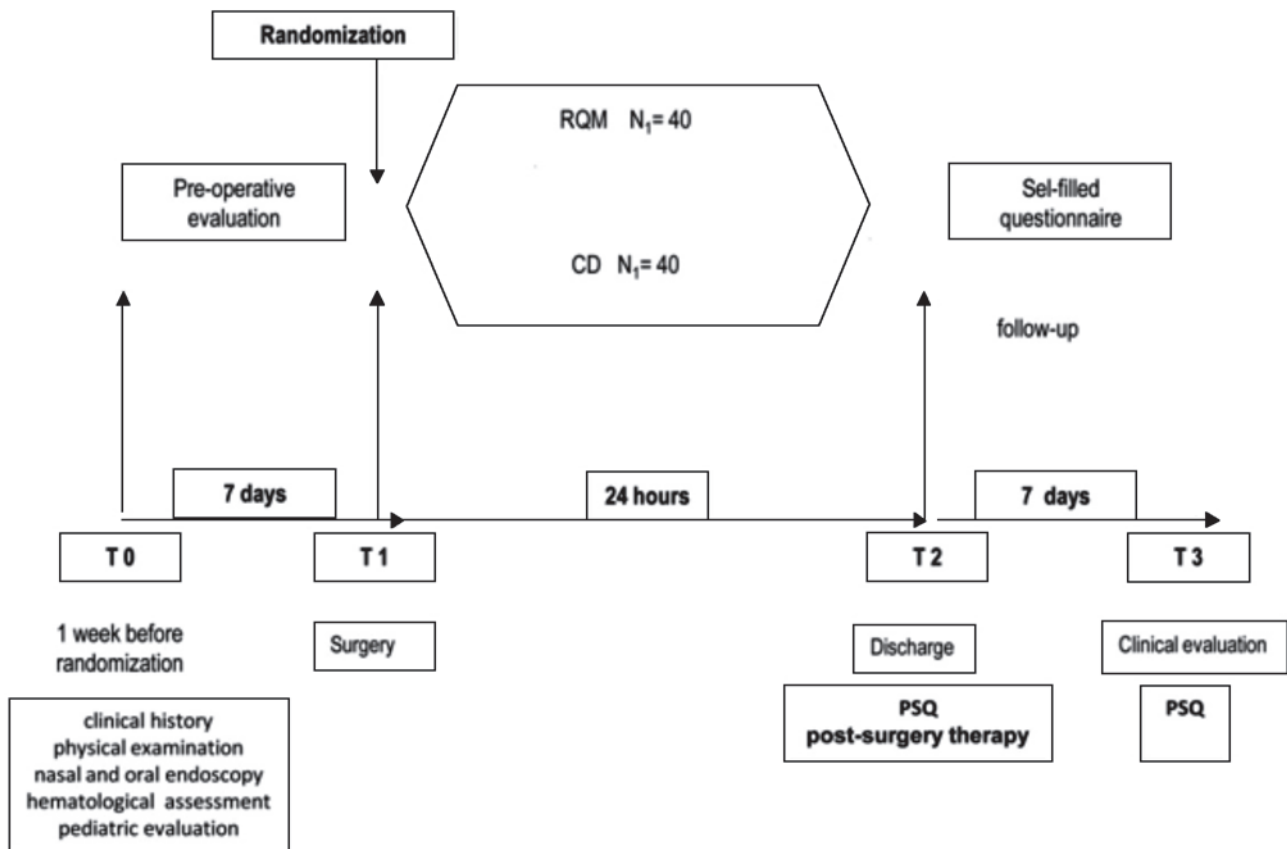 Randomization
RQM N₁= 40
CD N₁= 40
Pre-operative
evaluation
Sel-filled
questionnaire
follow-up
7 days
24 hours
7 days
T 0
T 1
T 2
T 3
1 week before
randomization
Surgery
Discharge
Clinical evaluation
PSQ
post-surgery therapy
PSQ
clinical history
physical examination
nasal and oral endoscopy
hematological assessment
pediatric evaluation